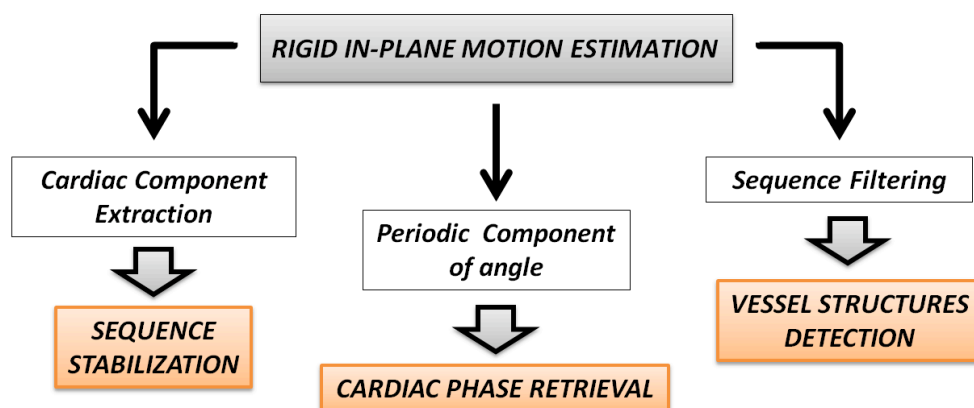 RIGID IN-PLANE MOTION ESTIMATION
Cardiac Component
Extraction
SEQUENCE
STABILIZATION
Periodic Component
of angle
CARDIAC PHASE RETRIEVAL
Sequence Filtering
VESSEL STRUCTURES
DETECTION